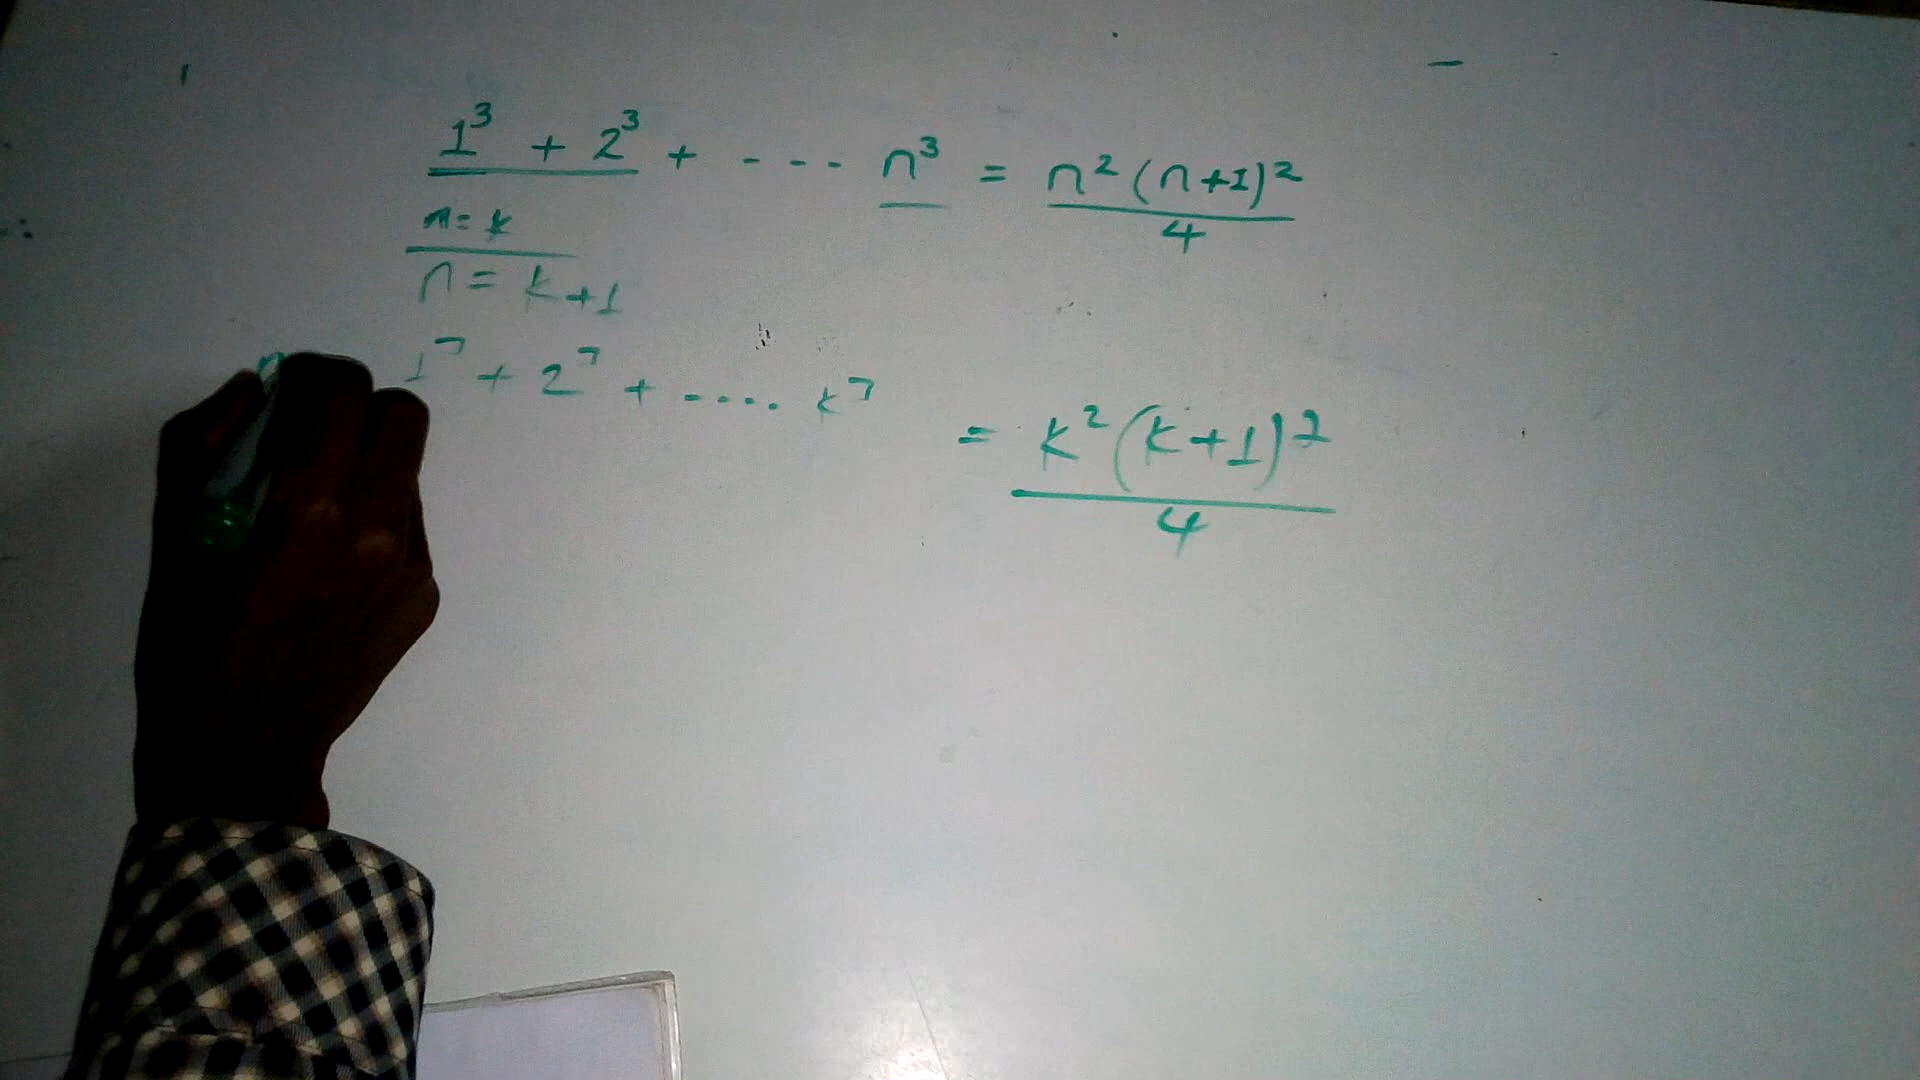 1³ + 2³ + - - - - n³ = n²(n+1)²/4
n = k
n = k+1
1⁷ + 2⁷ + ..... k⁷ = k²(k+1)²/4